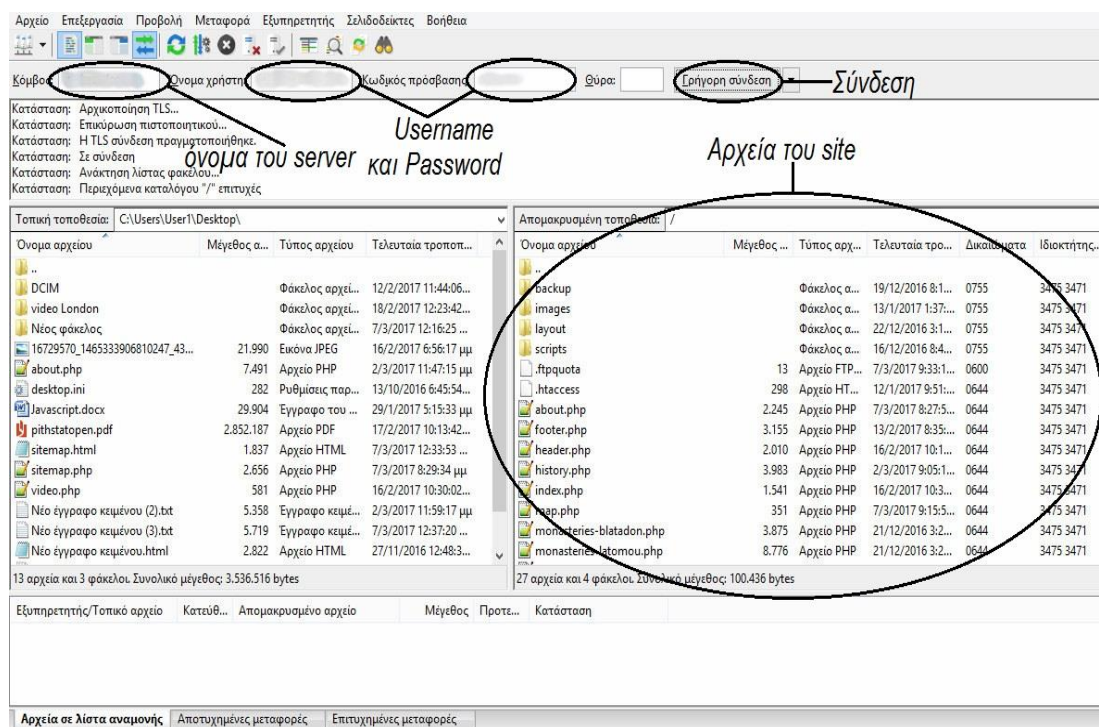 Αρχείο Επεξεργασία Προβολή Μεταφορά Εξυπηρετητής Σελιδοδείκτες Βοήθεια
Κόμβος: Όνομα χρήστη: Κωδικός πρόσβασης: Θύρα: Γρήγορη σύνδεση Σύνδεση
Κατάσταση: Αρχικοποίηση TLS...
Κατάσταση: Επικύρωση πιστοποιητικού...
Κατάσταση: Η TLS σύνδεση πραγματοποιήθηκε.
Κατάσταση: Σε σύνδεση
Κατάσταση: Ανάκτηση λίστας φακέλου...
Κατάσταση: Περιεχόμενα καταλόγου "/" επιτυχές
όνομα του server
Username
και Password
Αρχεία του site
Τοπική τοποθεσία: C:\Users\User1\Desktop\
Όνομα αρχείου Μέγεθος α... Τύπος αρχείου Τελευταία τροποπ...
..
DCIM Φάκελος αρχεί... 12/2/2017 11:44:06...
video London Φάκελος αρχεί... 18/2/2017 12:23:42...
Νέος φάκελος Φάκελος αρχεί... 7/3/2017 12:16:25 ...
16729570_1465333906810247_43... 21.990 Εικόνα JPEG 16/2/2017 6:56:17 μμ
about.php 7.491 Αρχείο PHP 2/3/2017 11:47:15 μμ
desktop.ini 282 Ρυθμίσεις παρ... 13/10/2016 6:45:54...
Javascript.docx 29.904 Έγγραφο του ... 29/1/2017 5:15:33 μμ
pithstatopen.pdf 2.852.187 Αρχείο PDF 17/2/2017 10:13:42...
sitemap.html 1.837 Αρχείο HTML 7/3/2017 12:33:53 ...
sitemap.php 2.656 Αρχείο PHP 7/3/2017 8:29:34 μμ
video.php 581 Αρχείο PHP 16/2/2017 10:30:02...
Νέο έγγραφο κειμένου (2).txt 5.358 Έγγραφο κειμέ... 2/3/2017 11:59:17 μμ
Νέο έγγραφο κειμένου (3).txt 5.719 Έγγραφο κειμέ... 7/3/2017 12:37:20 ...
Νέο έγγραφο κειμένου.html 2.822 Αρχείο HTML 27/11/2016 12:48:3...
13 αρχεία και 3 φάκελοι. Συνολικό μέγεθος: 3.536.516 bytes
Απομακρυσμένη τοποθεσία: /
Όνομα αρχείου Μέγεθος ... Τύπος αρχ... Τελευταία τρο... Δικαιώματα Ιδιοκτήτης...
..
backup Φάκελος α... 19/12/2016 8:1... 0755 3475 3471
images Φάκελος α... 13/1/2017 1:37:... 0755 3475 3471
layout Φάκελος α... 22/12/2016 3:1... 0755 3475 3471
scripts Φάκελος α... 16/12/2016 8:4... 0755 3475 3471
.ftpquota 13 Αρχείο FTP... 7/3/2017 9:33:1... 0600 3475 3471
.htaccess 298 Αρχείο HT... 12/1/2017 9:51:... 0644 3475 3471
about.php 2.245 Αρχείο PHP 7/3/2017 8:27:5... 0644 3475 3471
footer.php 3.155 Αρχείο PHP 13/2/2017 8:35:... 0644 3475 3471
header.php 2.010 Αρχείο PHP 16/2/2017 10:1... 0644 3475 3471
history.php 3.983 Αρχείο PHP 2/3/2017 9:05:1... 0644 3475 3471
index.php 1.541 Αρχείο PHP 16/2/2017 10:3... 0644 3475 3471
map.php 351 Αρχείο PHP 7/3/2017 9:15:5... 0644 3475 3471
monasteries-blatadon.php 3.875 Αρχείο PHP 21/12/2016 3:2... 0644 3475 3471
monasteries-latomou.php 8.776 Αρχείο PHP 21/12/2016 3:2... 0644 3475 3471
27 αρχεία και 4 φάκελοι. Συνολικό μέγεθος: 100.436 bytes
Εξυπηρετητής/Τοπικό αρχείο Κατεύθ... Απομακρυσμένο αρχείο Μέγεθος Προτε... Κατάσταση
Αρχεία σε λίστα αναμονής Αποτυχημένες μεταφορές Επιτυχημένες μεταφορές